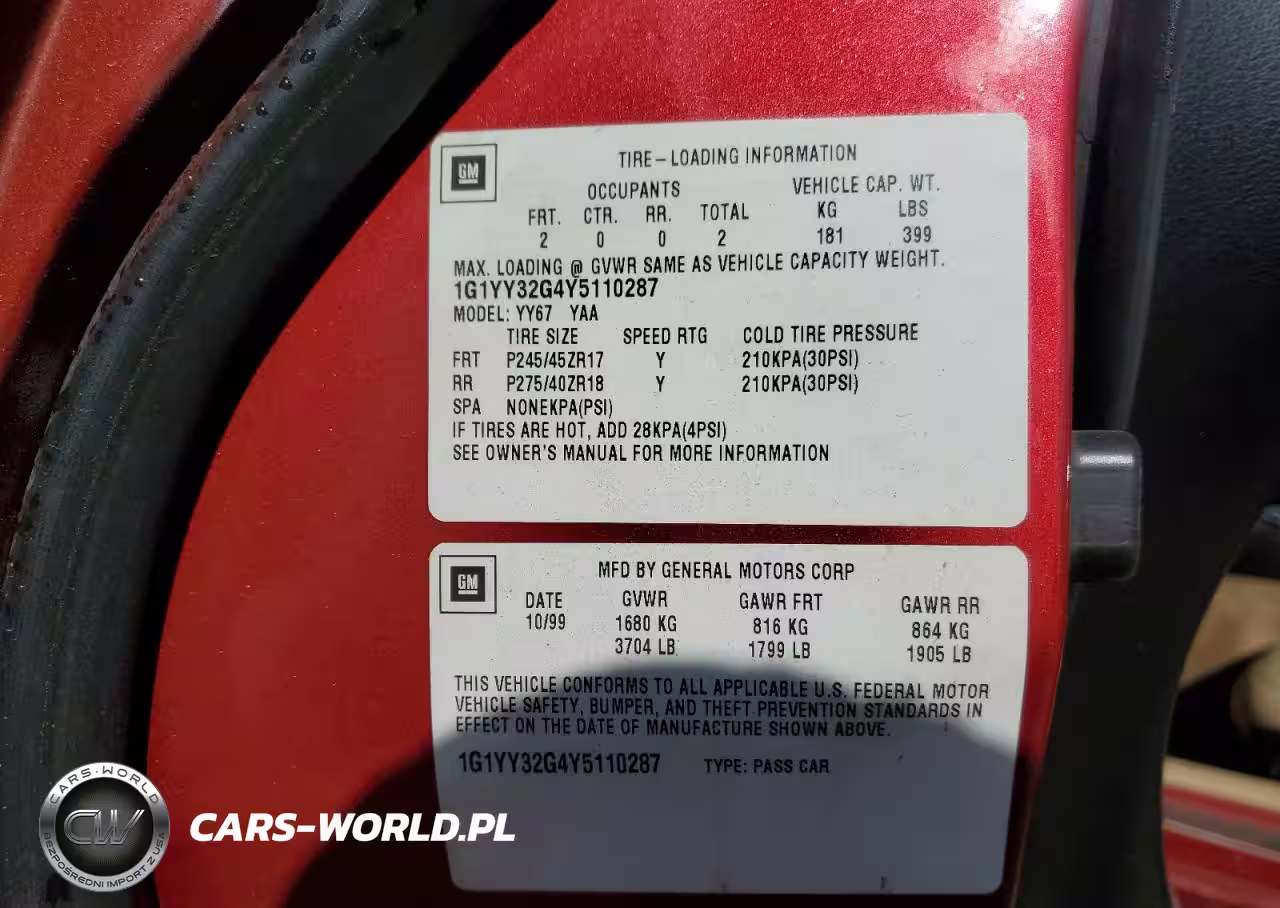 GM
TIRE-LOADING INFORMATION
OCCUPANTS VEHICLE CAP. WT.
FRT. CTR. RR. TOTAL KG LBS
2 0 0 2 181 399
MAX. LOADING @ GVWR SAME AS VEHICLE CAPACITY WEIGHT.
1G1YY32G4Y5110287
MODEL: YY67 YAA
TIRE SIZE SPEED RTG COLD TIRE PRESSURE
FRT P245/45ZR17 Y 210KPA(30PSI)
RR P275/40ZR18 Y 210KPA(30PSI)
SPA NONEKPA(PSI)
IF TIRES ARE HOT, ADD 28KPA(4PSI)
SEE OWNER'S MANUAL FOR MORE INFORMATION
GM
MFD BY GENERAL MOTORS CORP
DATE GVWR GAWR FRT GAWR RR
10/99 1680 KG 816 KG 864 KG
3704 LB 1799 LB 1905 LB
THIS VEHICLE CONFORMS TO ALL APPLICABLE U.S. FEDERAL MOTOR
VEHICLE SAFETY, BUMPER, AND THEFT PREVENTION STANDARDS IN
EFFECT ON THE DATE OF MANUFACTURE SHOWN ABOVE.
1G1YY32G4Y5110287 TYPE: PASS CAR
CARS-WORLD
CW
BEZPOŚREDNI IMPORT Z USA
CARS-WORLD.PL